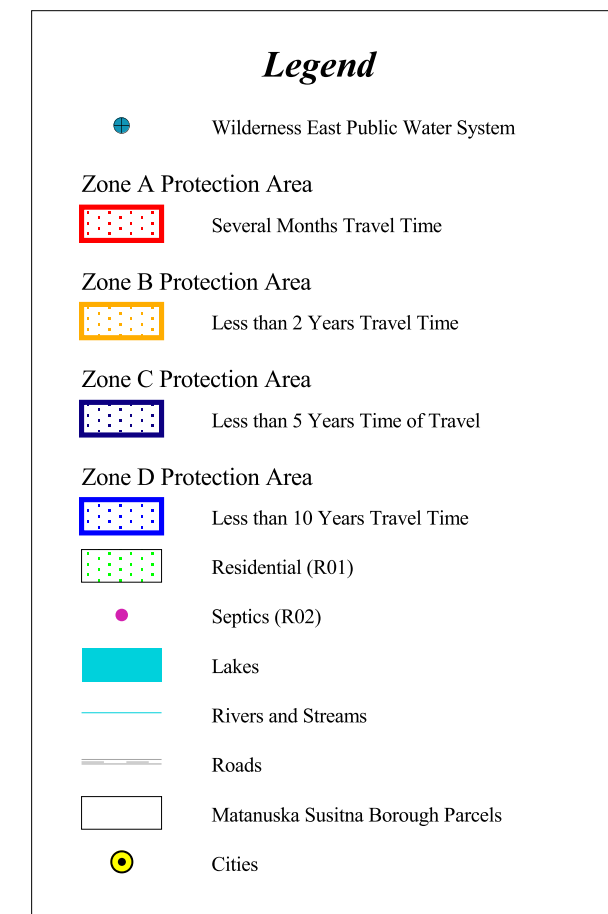 Legend
Wilderness East Public Water System
Zone A Protection Area
Several Months Travel Time
Zone B Protection Area
Less than 2 Years Travel Time
Zone C Protection Area
Less than 5 Years Time of Travel
Zone D Protection Area
Less than 10 Years Travel Time
Residential (R01)
Septics (R02)
Lakes
Rivers and Streams
Roads
Matanuska Susitna Borough Parcels
Cities